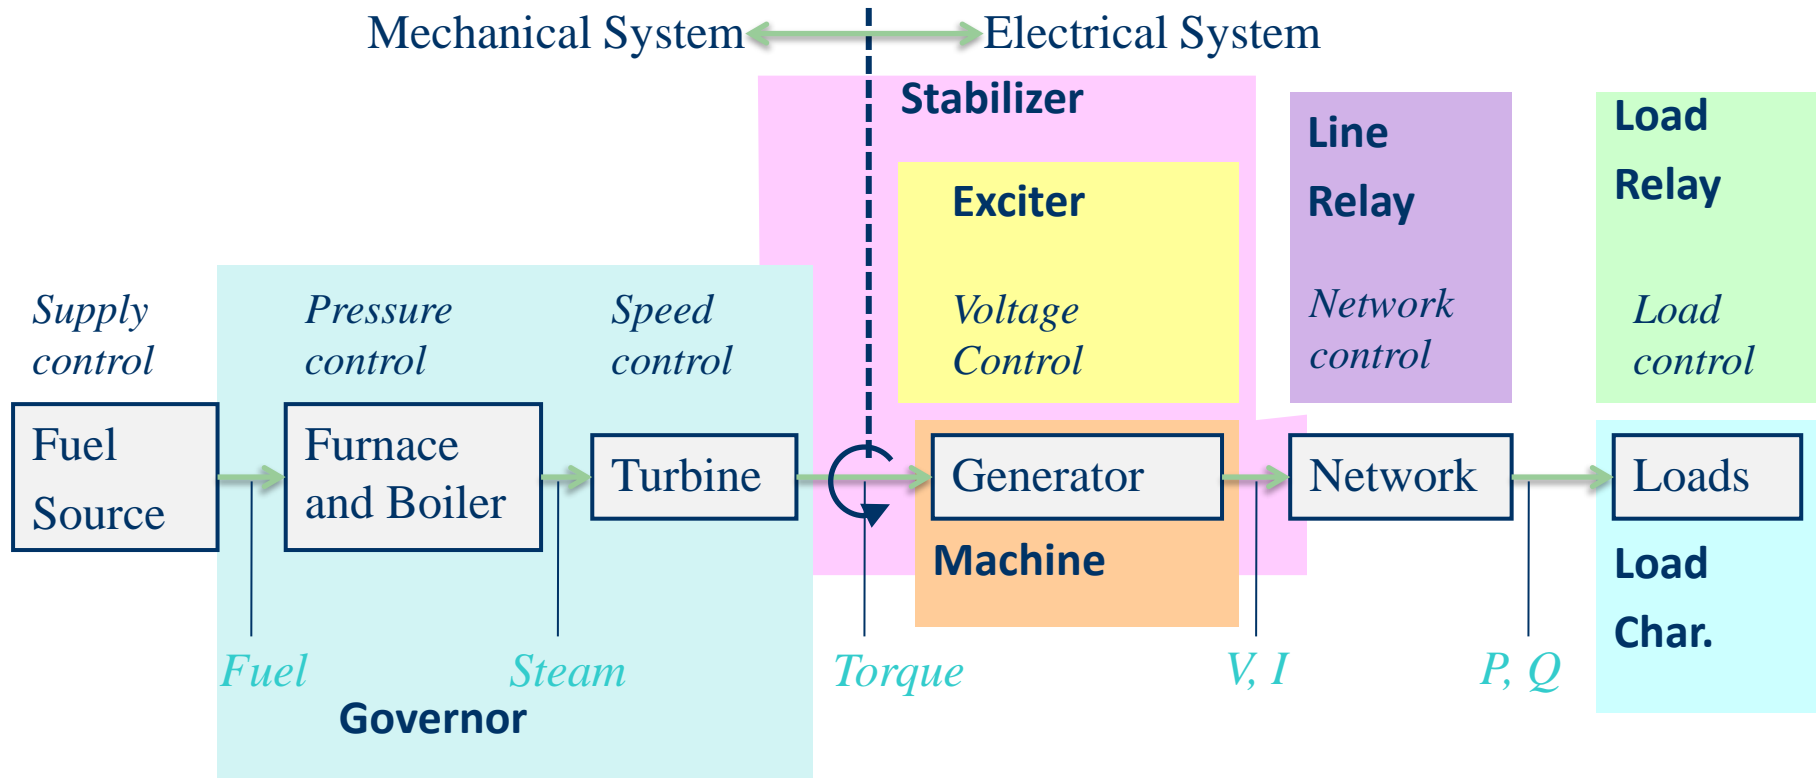 Mechanical System
Electrical System
Stabilizer
Exciter
Line
Relay
Load
Relay
Supply
control
Pressure
control
Speed
control
Voltage
Control
Network
control
Load
control
Fuel
Source
Furnace
and Boiler
Turbine
Generator
Network
Loads
Machine
Load
Char.
Fuel
Steam
Torque
V, I
P, Q
Governor